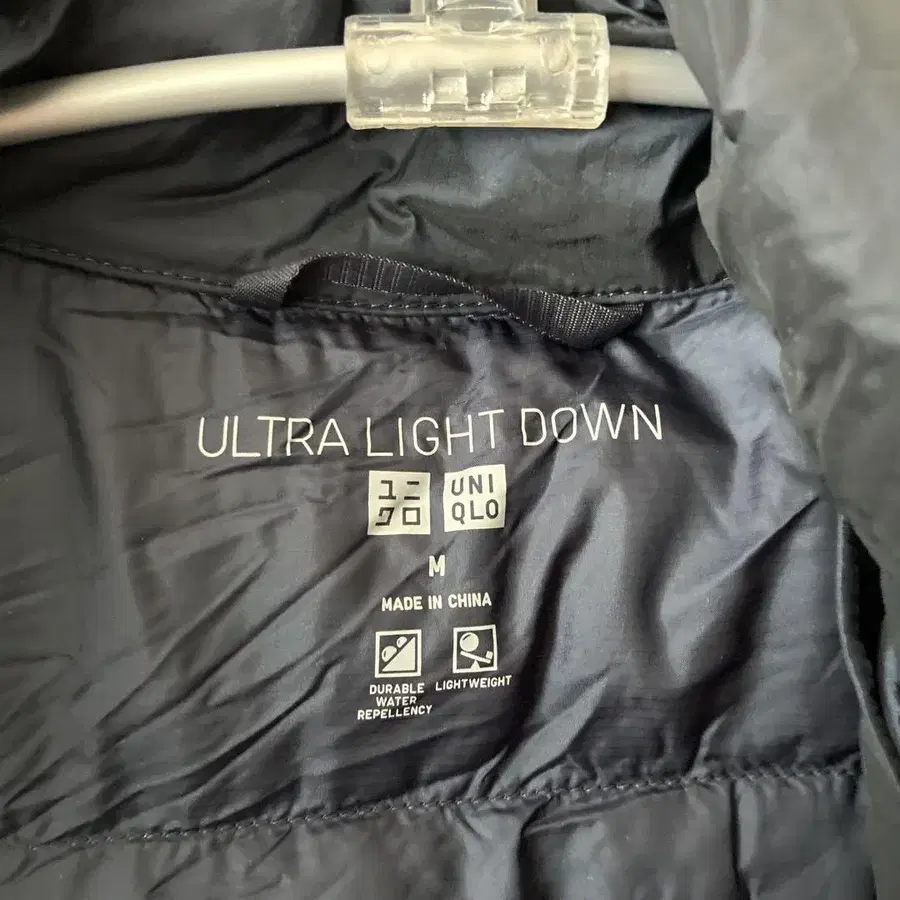 ULTRA LIGHT DOWN
ユニ
クロ
UNI
QLO
M
MADE IN CHINA
DURABLE
WATER
REPELLENCY
LIGHTWEIGHT